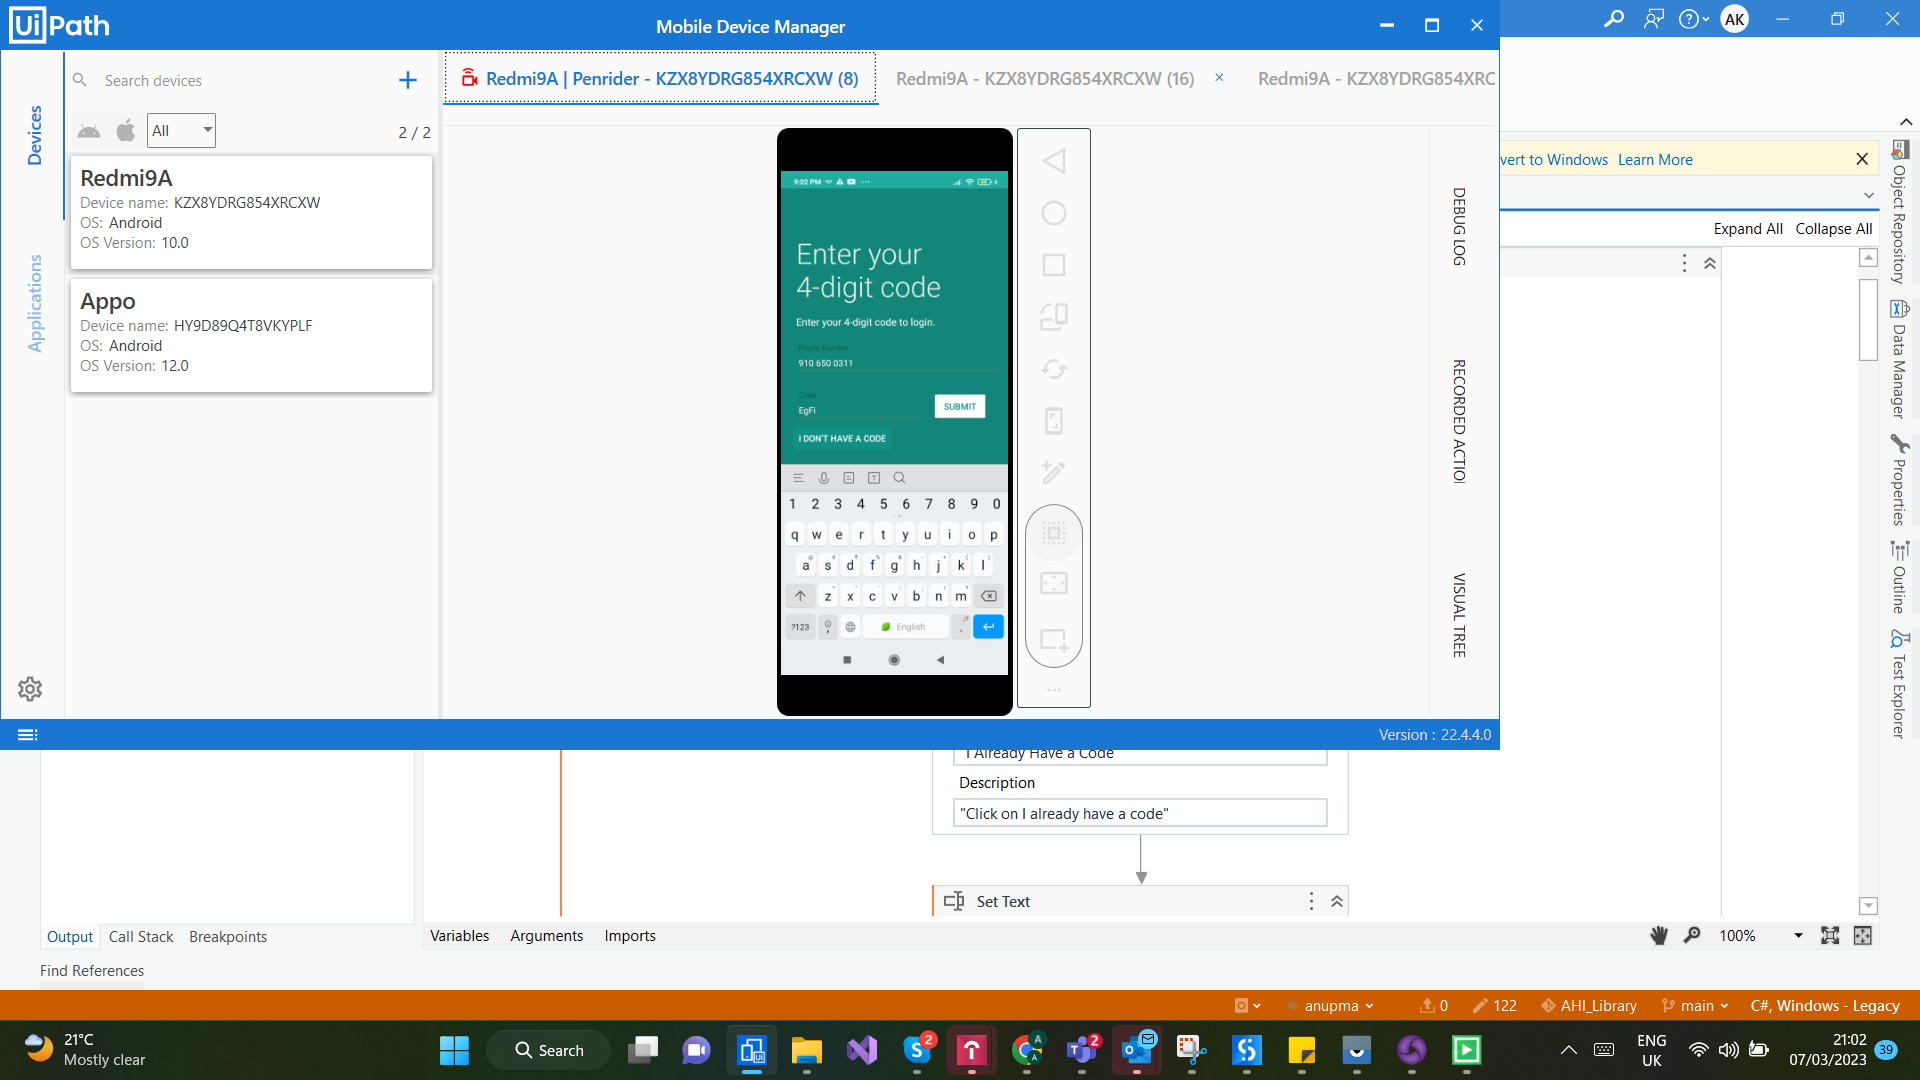 UiPath
Mobile Device Manager
AK
Search devices
Redmi9A | Penrider - KZX8YDRG854XRCXW (8)
Redmi9A - KZX8YDRG854XRCXW (16)
Redmi9A - KZX8YDRG854XRC
Devices
Applications
All
2 / 2
Redmi9A
Device name: KZX8YDRG854XRCXW
OS: Android
OS Version: 10.0
Appo
Device name: HY9D89Q4T8VKYPLF
OS: Android
OS Version: 12.0
9:02 PM
Enter your
4-digit code
Enter your 4-digit code to login.
Phone Number
910 650 0311
Code
EgFi
SUBMIT
I DON'T HAVE A CODE
1 2 3 4 5 6 7 8 9 0
q w e r t y u i o p
a s d f g h j k l
z x c v b n m
?123
English
DEBUG LOG
RECORDED ACTIOI
VISUAL TREE
Version : 22.4.4.0
vert to Windows Learn More
Expand All Collapse All
Object Repository
Data Manager
Properties
Outline
Test Explorer
I Already Have a Code
Description
"Click on I already have a code"
Set Text
Output Call Stack Breakpoints
Variables Arguments Imports
100%
Find References
anupma
0
122
AHI_Library
main
C#, Windows - Legacy
21°C
Mostly clear
Search
2
2
ENG
UK
21:02
07/03/2023
39